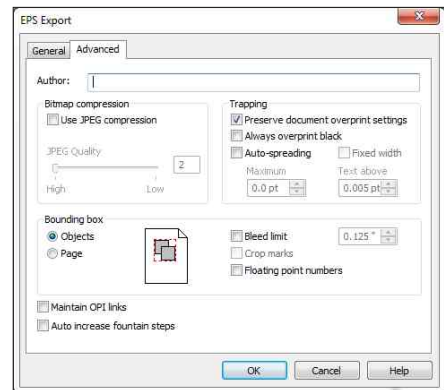 EPS Export
General Advanced
Author:
Bitmap compression
Use JPEG compression
JPEG Quality
2
High Low
Trapping
Preserve document overprint settings
Always overprint black
Auto-spreading Fixed width
Maximum Text above
0.0 pt 0.005 pt
Bounding box
Objects
Page
Bleed limit 0.125 "
Crop marks
Floating point numbers
Maintain OPI links
Auto increase fountain steps
OK Cancel Help